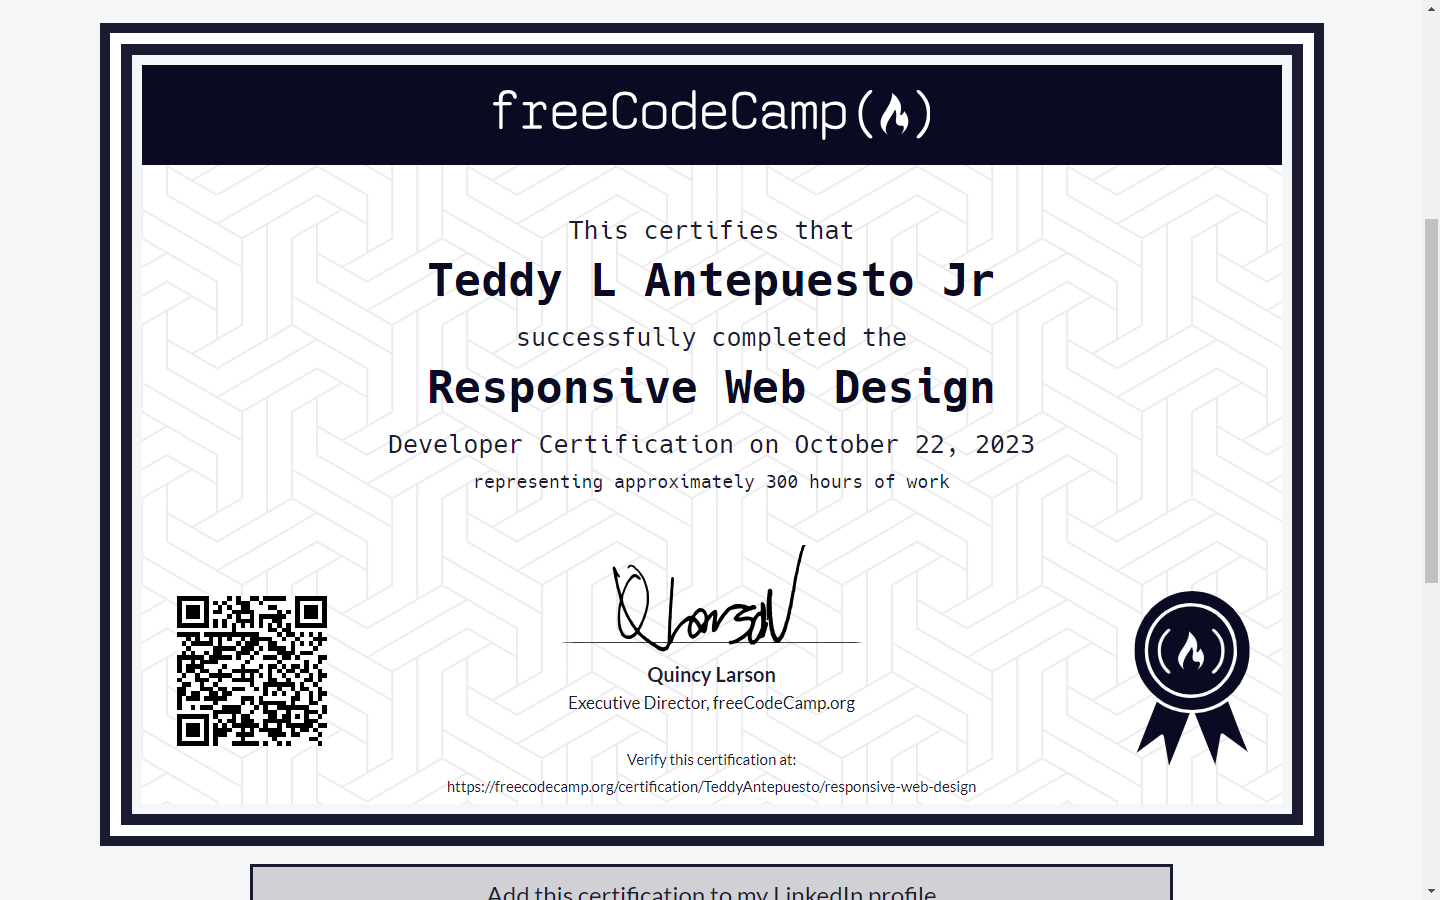 freeCodeCamp
This certifies that
Teddy L Antepuesto Jr
successfully completed the
Responsive Web Design
Developer Certification on October 22, 2023
representing approximately 300 hours of work
Quincy Larson
Executive Director, freeCodeCamp.org
Verify this certification at:
https://freecodecamp.org/certification/TeddyAntepuesto/responsive-web-design
Add this certification to my LinkedIn profile